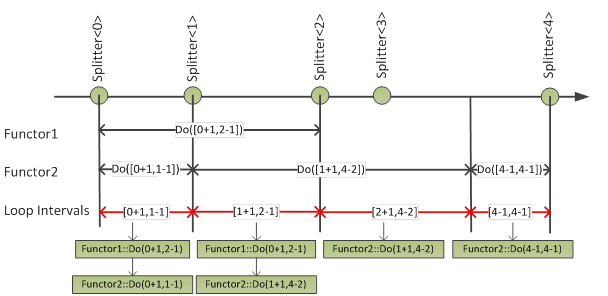 Splitter<0>
Splitter<1>
Splitter<2>
Splitter<3>
Splitter<4>
Functor1
Do([0+1,2-1])
Functor2
Do([0+1,1-1])
Do([1+1,4-2])
Do([4-1,4-1])
Loop Intervals
[0+1,1-1]
[1+1,2-1]
[2+1,4-2]
[4-1,4-1]
Functor1::Do(0+1,2-1)
Functor1::Do(0+1,2-1)
Functor2::Do(1+1,4-2)
Functor2::Do(4-1,4-1)
Functor2::Do(0+1,1-1)
Functor2::Do(1+1,4-2)